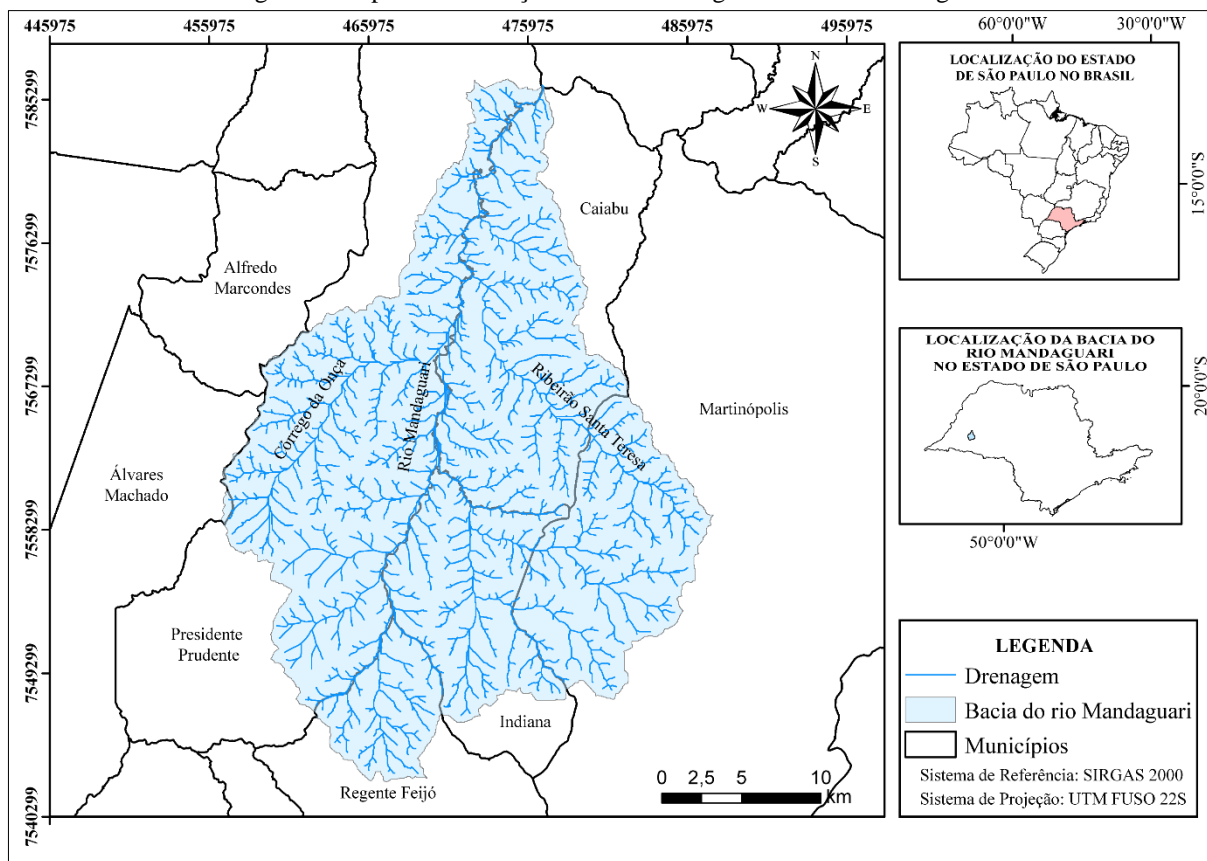 445975 455975 465975 475975 485975 495975
7585299
7576299
7567299
7558299
7549299
7540299
N
W E
S
Caiabu
Alfredo
Marcondes
Córrego da Onça
Rio Mandaguari
Ribeirão Santa Teresa
Martinópolis
Álvares
Machado
Presidente
Prudente
Indiana
Regente Feijó
0 2,5 5 10
km
60°0'0"W 30°0'0"W
LOCALIZAÇÃO DO ESTADO
DE SÃO PAULO NO BRASIL
15°0'0"S
LOCALIZAÇÃO DA BACIA DO
RIO MANDAGUARI
NO ESTADO DE SÃO PAULO
20°0'0"S
50°0'0"W
LEGENDA
Drenagem
Bacia do rio Mandaguari
Municípios
Sistema de Referência: SIRGAS 2000
Sistema de Projeção: UTM FUSO 22S